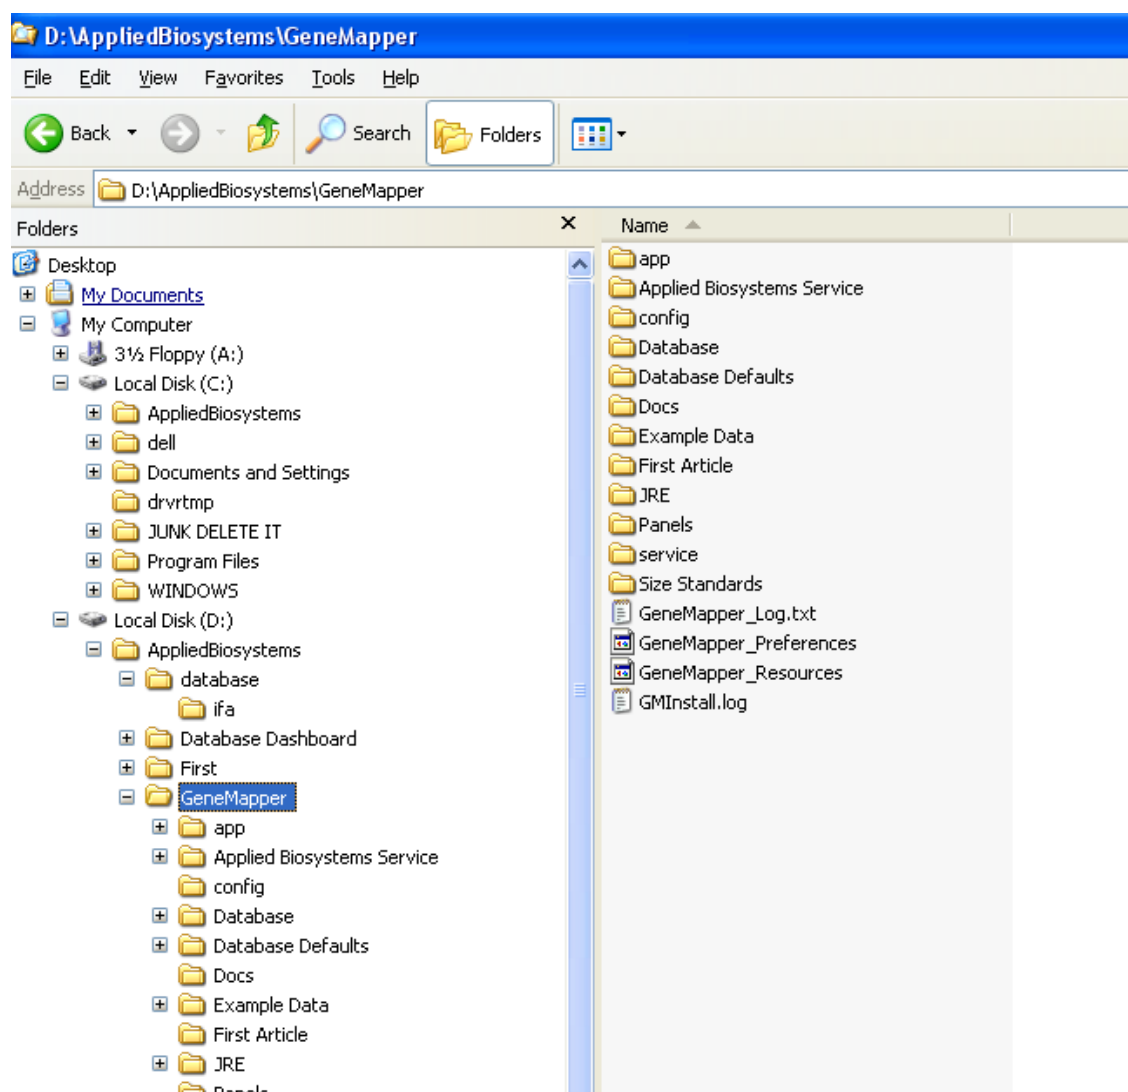 D:\AppliedBiosystems\GeneMapper
File Edit View Favorites Tools Help
Back Search Folders
Address D:\AppliedBiosystems\GeneMapper
Folders
Desktop
My Documents
My Computer
3½ Floppy (A:)
Local Disk (C:)
AppliedBiosystems
dell
Documents and Settings
drvrtmp
JUNK DELETE IT
Program Files
WINDOWS
Local Disk (D:)
AppliedBiosystems
database
ifa
Database Dashboard
First
GeneMapper
app
Applied Biosystems Service
config
Database
Database Defaults
Docs
Example Data
First Article
JRE
Panels
Name
app
Applied Biosystems Service
config
Database
Database Defaults
Docs
Example Data
First Article
JRE
Panels
service
Size Standards
GeneMapper_Log.txt
GeneMapper_Preferences
GeneMapper_Resources
GMInstall.log